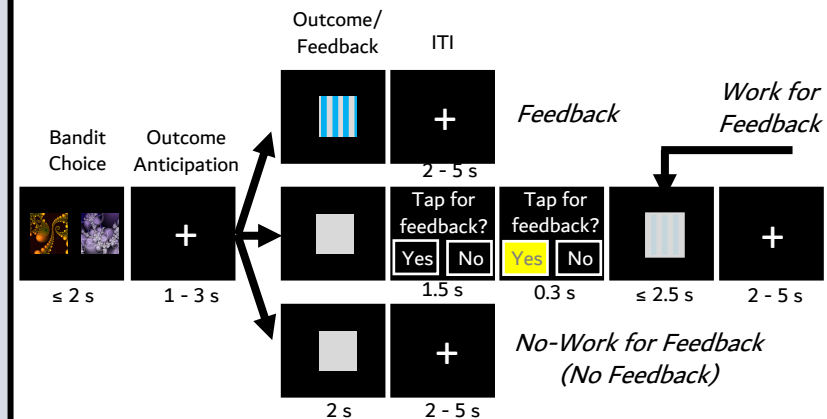 Outcome/
Feedback
ITI
Feedback
Work for
Feedback
Bandit
Choice
Outcome
Anticipation
2 - 5 s
Tap for
feedback?
Yes No
Tap for
feedback?
Yes No
≤ 2 s
1 - 3 s
1.5 s
0.3 s
≤ 2.5 s
2 - 5 s
No-Work for Feedback
(No Feedback)
2 s
2 - 5 s